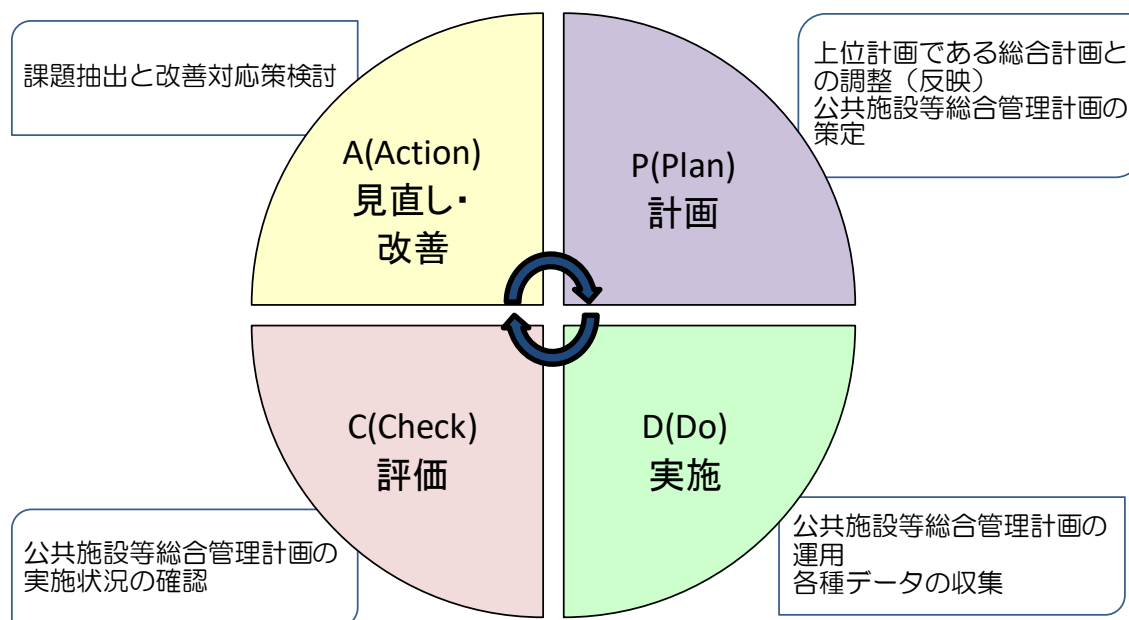 課題抽出と改善対応策検討
上位計画である総合計画と
の調整（反映）
公共施設等総合管理計画の
策定
A(Action)
見直し・
改善
P(Plan)
計画
C(Check)
評価
D(Do)
実施
公共施設等総合管理計画の
実施状況の確認
公共施設等総合管理計画の
運用
各種データの収集